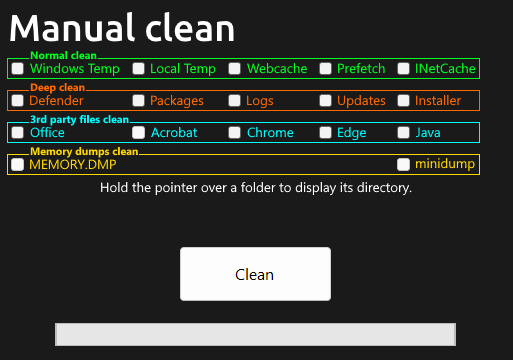 Manual clean
Normal clean
Windows Temp Local Temp Webcache Prefetch INetCache
Deep clean
Defender Packages Logs Updates Installer
3rd party files clean
Office Acrobat Chrome Edge Java
Memory dumps clean
MEMORY.DMP minidump
Hold the pointer over a folder to display its directory.
Clean